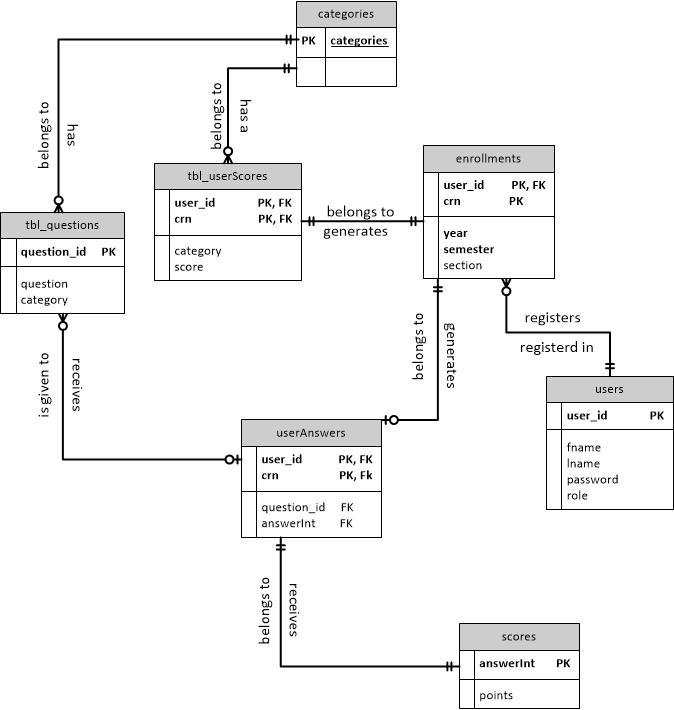 categories
PK categories
belongs to
has
belongs to
has a
tbl_userScores
user_id PK, FK
crn PK, FK
category
score
enrollments
user_id PK, FK
crn PK
year
semester
section
belongs to
generates
tbl_questions
question_id PK
question
category
registers
registerd in
belongs to
generates
is given to
receives
users
user_id PK
fname
lname
password
role
userAnswers
user_id PK, FK
crn PK, Fk
question_id FK
answerInt FK
belongs to
receives
scores
answerInt PK
points